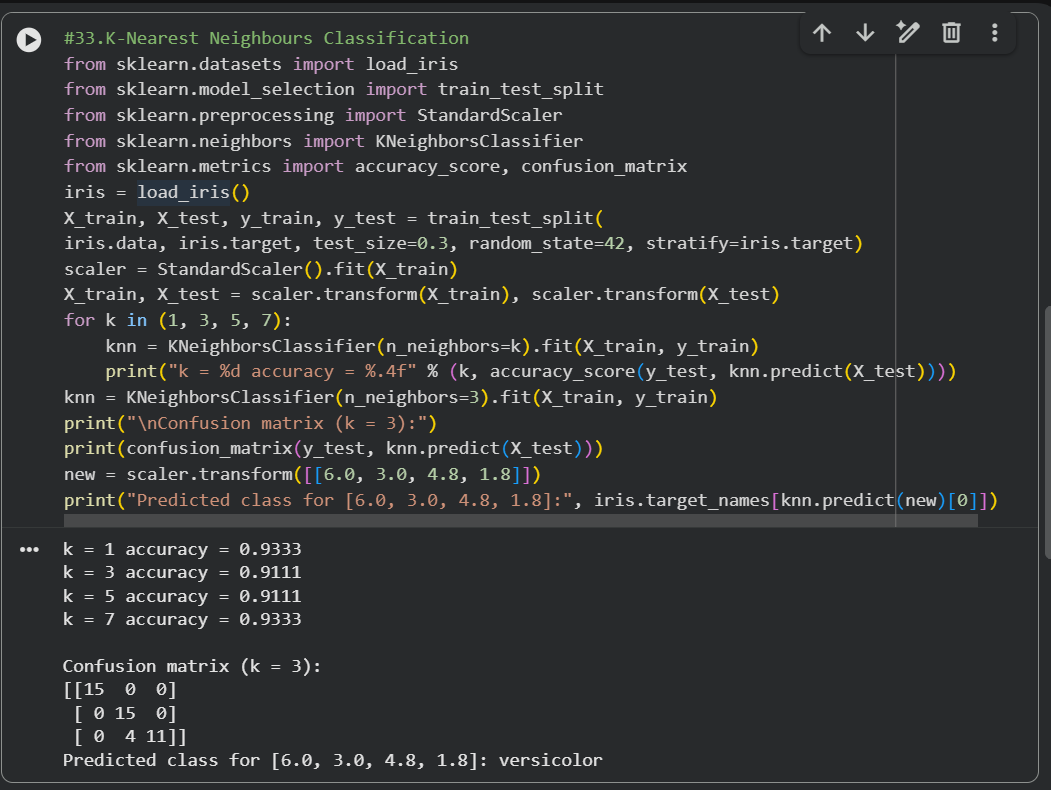 #33.K-Nearest Neighbours Classification
from sklearn.datasets import load_iris
from sklearn.model_selection import train_test_split
from sklearn.preprocessing import StandardScaler
from sklearn.neighbors import KNeighborsClassifier
from sklearn.metrics import accuracy_score, confusion_matrix
iris = load_iris()
X_train, X_test, y_train, y_test = train_test_split(
iris.data, iris.target, test_size=0.3, random_state=42, stratify=iris.target)
scaler = StandardScaler().fit(X_train)
X_train, X_test = scaler.transform(X_train), scaler.transform(X_test)
for k in (1, 3, 5, 7):
    knn = KNeighborsClassifier(n_neighbors=k).fit(X_train, y_train)
    print("k = %d accuracy = %.4f" % (k, accuracy_score(y_test, knn.predict(X_test))))
knn = KNeighborsClassifier(n_neighbors=3).fit(X_train, y_train)
print("\nConfusion matrix (k = 3):")
print(confusion_matrix(y_test, knn.predict(X_test)))
new = scaler.transform([[6.0, 3.0, 4.8, 1.8]])
print("Predicted class for [6.0, 3.0, 4.8, 1.8]:", iris.target_names[knn.predict(new)[0]])
k = 1 accuracy = 0.9333
k = 3 accuracy = 0.9111
k = 5 accuracy = 0.9111
k = 7 accuracy = 0.9333
Confusion matrix (k = 3):
[[15  0  0]
 [ 0 15  0]
 [ 0  4 11]]
Predicted class for [6.0, 3.0, 4.8, 1.8]: versicolor